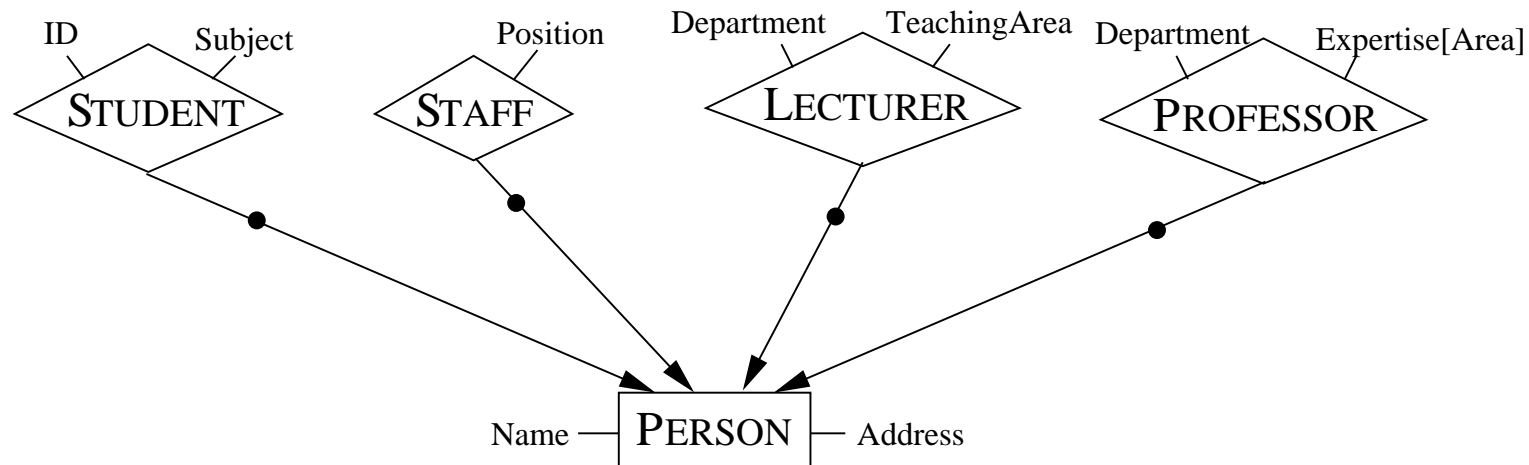 ID
Subject
STUDENT
Position
STAFF
Department
TeachingArea
LECTURER
Department
Expertise[Area]
PROFESSOR
Name
PERSON
Address